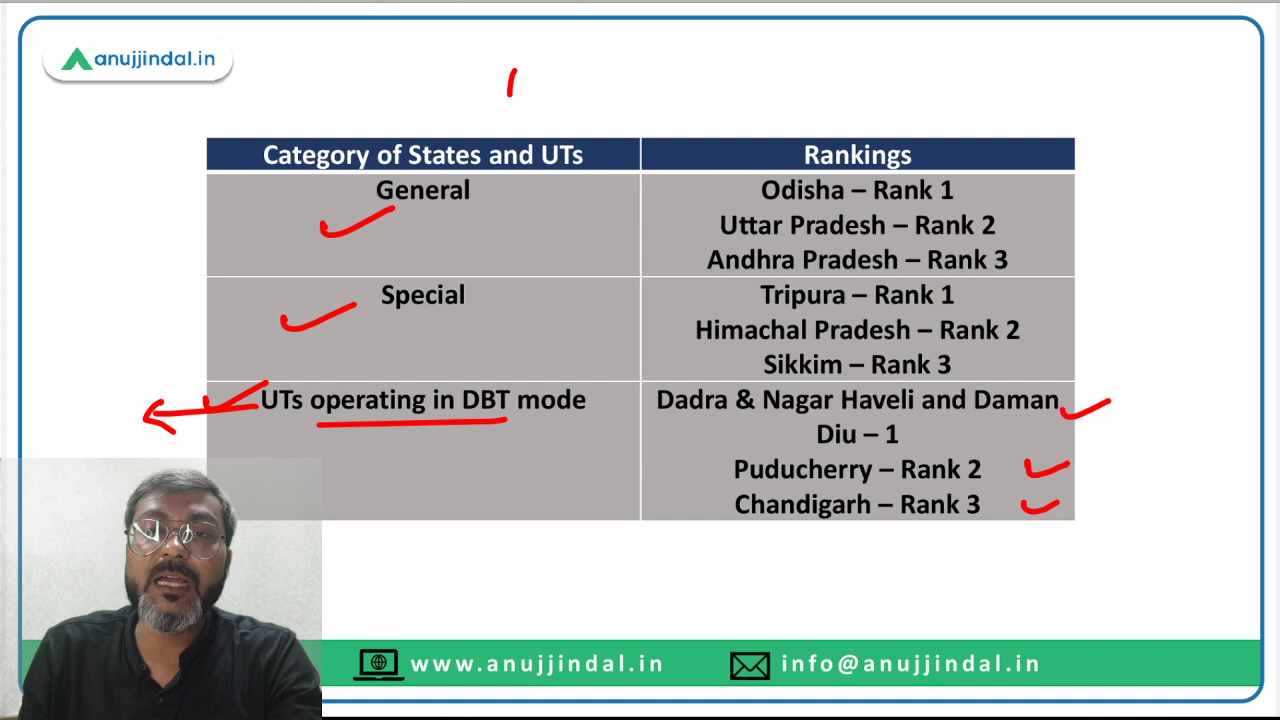 anujjindal.in
Category of States and UTs
Rankings
General
Odisha – Rank 1
Uttar Pradesh – Rank 2
Andhra Pradesh – Rank 3
Special
Tripura – Rank 1
Himachal Pradesh – Rank 2
Sikkim – Rank 3
UTs operating in DBT mode
Dadra & Nagar Haveli and Daman
Diu – 1
Puducherry – Rank 2
Chandigarh – Rank 3
www.anujjindal.in
info@anujjindal.in